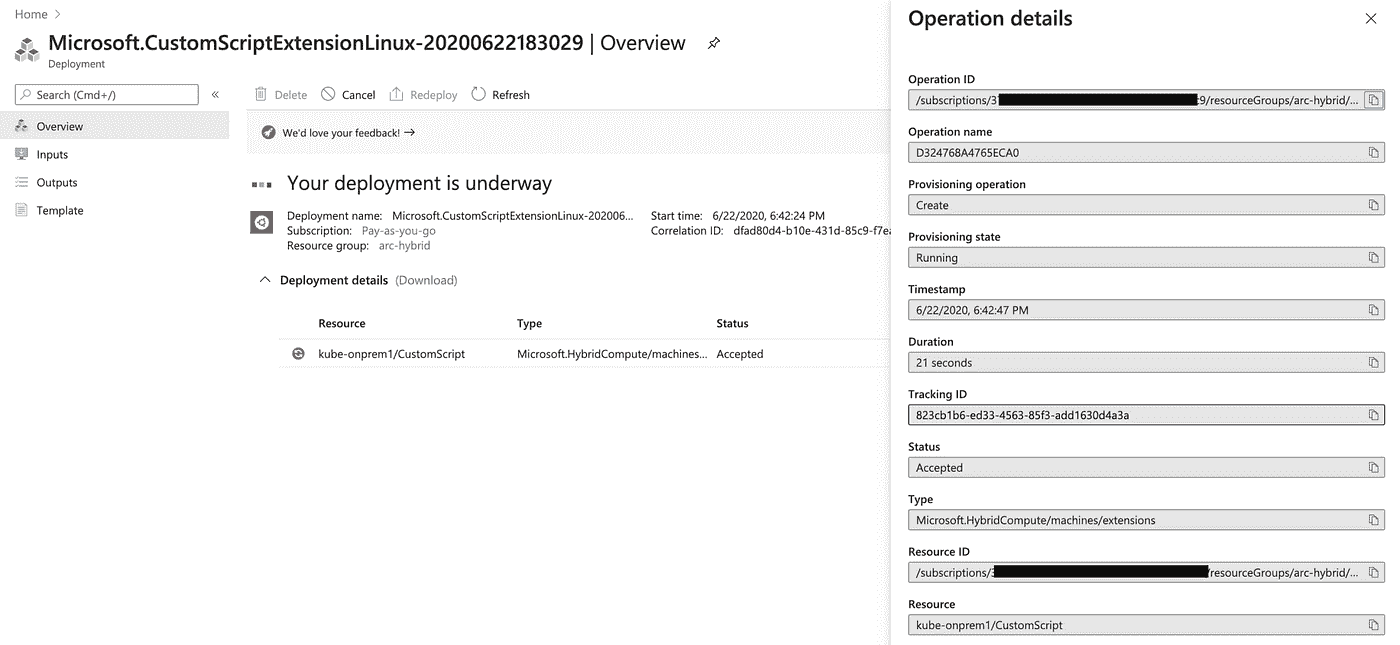 Home
Microsoft.CustomScriptExtensionLinux-20200622183029 | Overview
Deployment
Search (Cmd+/)
«
Overview
Inputs
Outputs
Template
Delete
Cancel
Redeploy
Refresh
We'd love your feedback! →
Your deployment is underway
Deployment name: Microsoft.CustomScriptExtensionLinux-202006...
Subscription: Pay-as-you-go
Resource group: arc-hybrid
Start time: 6/22/2020, 6:42:24 PM
Correlation ID: dfad80d4-b10e-431d-85c9-f7ea
Deployment details (Download)
Resource Type Status
kube-onprem1/CustomScript Microsoft.HybridCompute/machines... Accepted
Operation details
Operation ID
/subscriptions/3 :9/resourceGroups/arc-hybrid/...
Operation name
D324768A4765ECA0
Provisioning operation
Create
Provisioning state
Running
Timestamp
6/22/2020, 6:42:47 PM
Duration
21 seconds
Tracking ID
823cb1b6-ed33-4563-85f3-add1630d4a3a
Status
Accepted
Type
Microsoft.HybridCompute/machines/extensions
Resource ID
/subscriptions/3 /resourceGroups/arc-hybrid/...
Resource
kube-onprem1/CustomScript